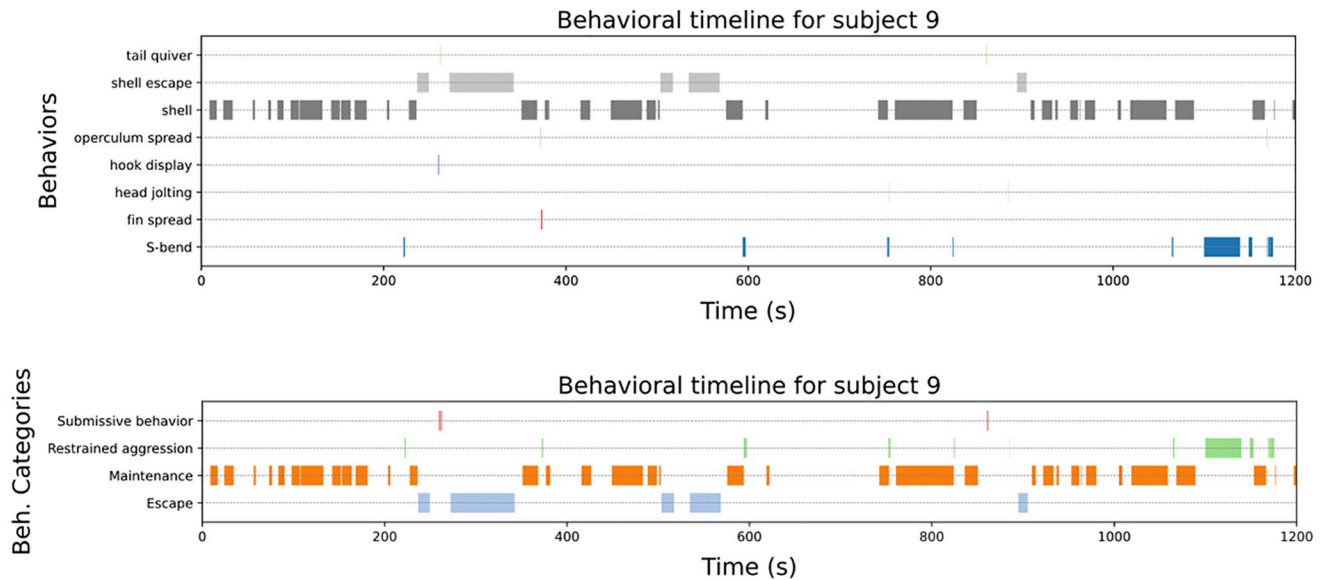 Behavioral timeline for subject 9
Behaviors
tail quiver
shell escape
shell
operculum spread
hook display
head jolting
fin spread
S-bend
0 200 400 600 800 1000 1200
Time (s)
Behavioral timeline for subject 9
Beh. Categories
Submissive behavior
Restrained aggression
Maintenance
Escape
0 200 400 600 800 1000 1200
Time (s)